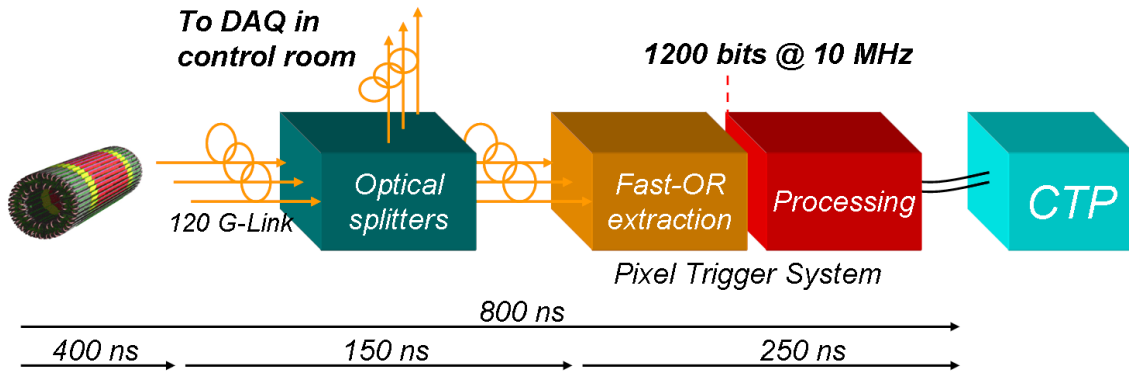 To DAQ in
control room
1200 bits @ 10 MHz
120 G-Link
Optical
splitters
Fast-OR
extraction
Processing
CTP
Pixel Trigger System
800 ns
400 ns
150 ns
250 ns